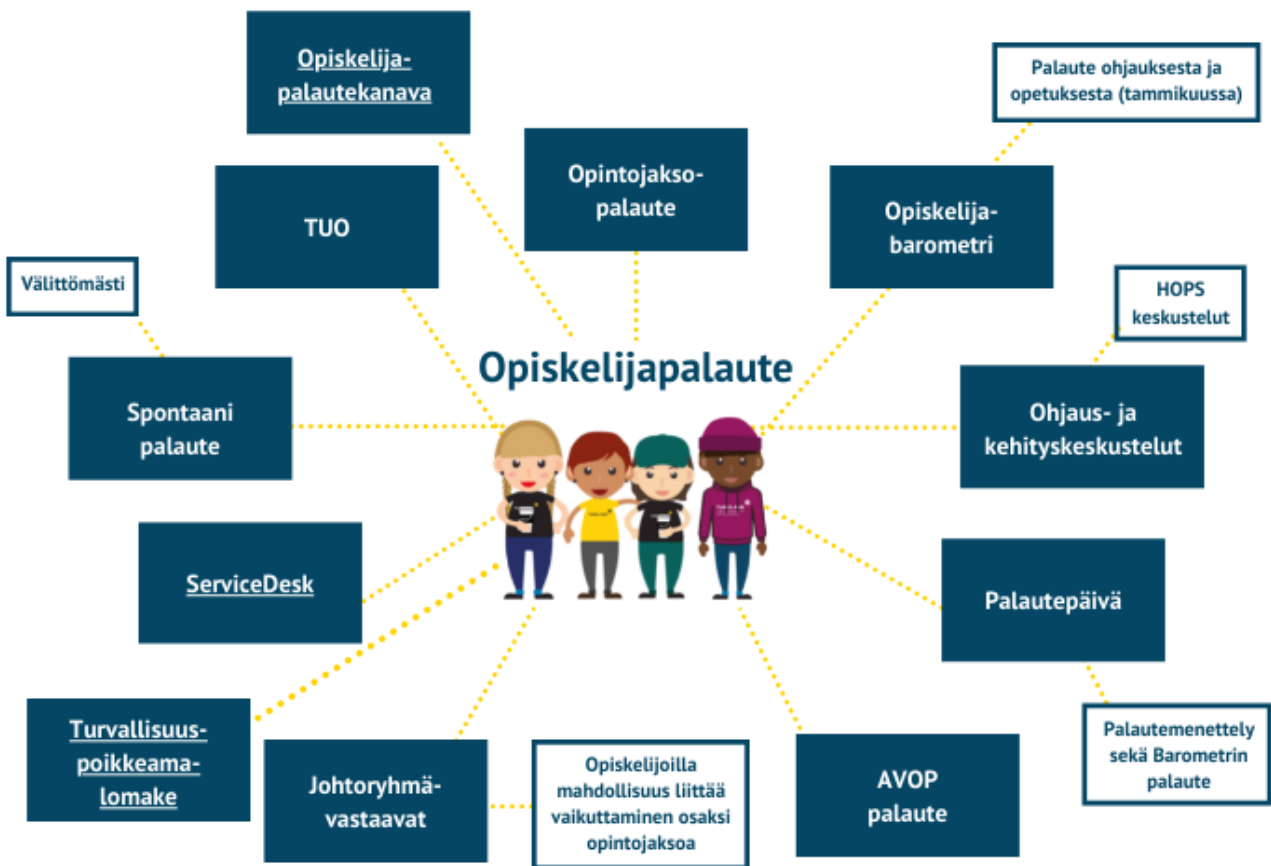 Opiskelija-
palautekanava
Palaute ohjauksesta ja
opetuksesta (tammikuussa)
Opintojakso-
palaute
TUO
Opiskelija-
barometri
Välittömästi
HOPS
keskustelut
Opiskelijapalaute
Spontaani
palaute
Ohjaus- ja
kehityskeskustelut
ServiceDesk
Palautepäivä
Turvallisuus-
poikkeama-
lomake
Johtoryhmä-
vastaavat
Opiskelijoilla
mahdollisuus liittää
vaikuttaminen osaksi
opintojaksoa
AVOP
palaute
Palautemenettely
sekä Barometrin
palaute